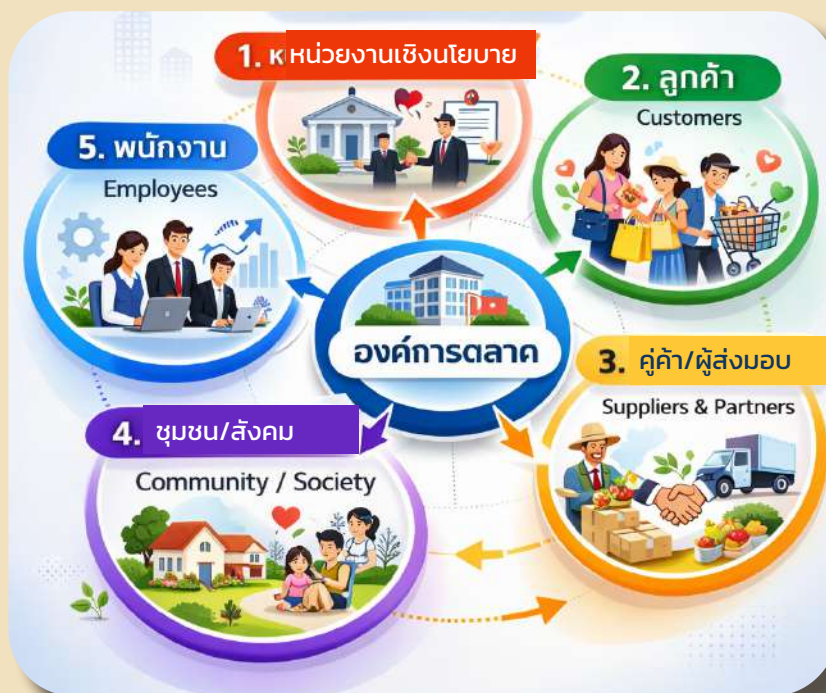 1. ห หน่วยงานเชิงนโยบาย
2. ลูกค้า
Customers
5. พนักงาน
Employees
องค์การตลาด
3. คู่ค้า/ผู้ส่งมอบ
Suppliers & Partners
4. ชุมชน/สังคม
Community / Society